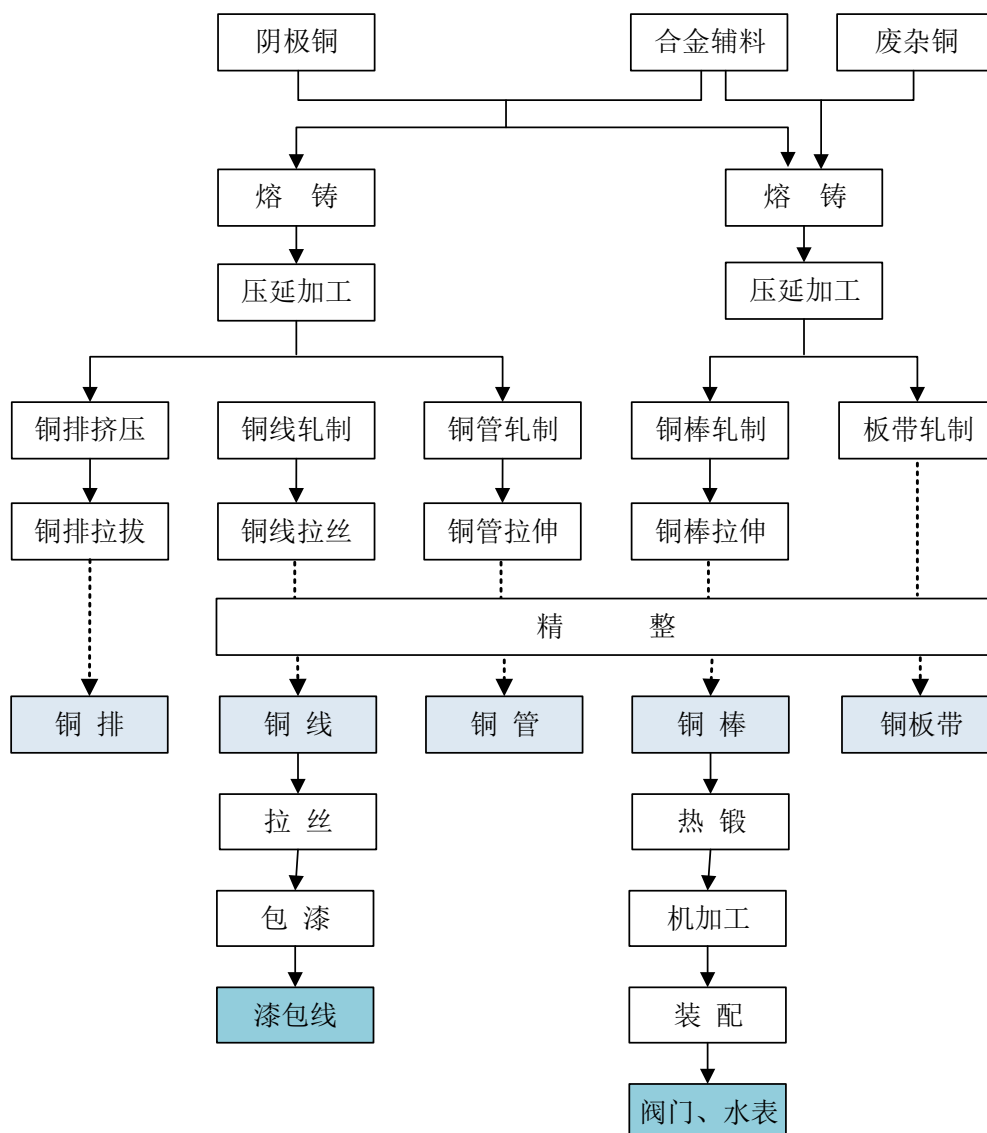 阴极铜
合金辅料
废杂铜
熔 铸
熔 铸
压延加工
压延加工
铜排挤压
铜线轧制
铜管轧制
铜棒轧制
板带轧制
铜排拉拔
铜线拉丝
铜管拉伸
铜棒拉伸
精 整
铜 排
铜 线
铜 管
铜 棒
铜板带
拉 丝
热 锻
包 漆
机加工
漆包线
装 配
阀门、水表